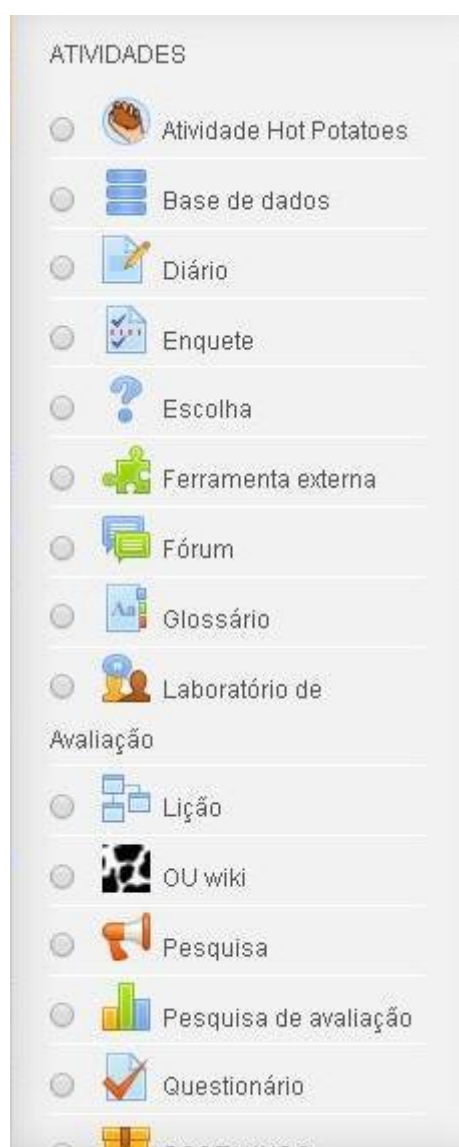 ATIVIDADES
Atividade Hot Potatoes
Base de dados
Diário
Enquete
Escolha
Ferramenta externa
Fórum
Glossário
Laboratório de
Avaliação
Lição
OU wiki
Pesquisa
Pesquisa de avaliação
Questionário